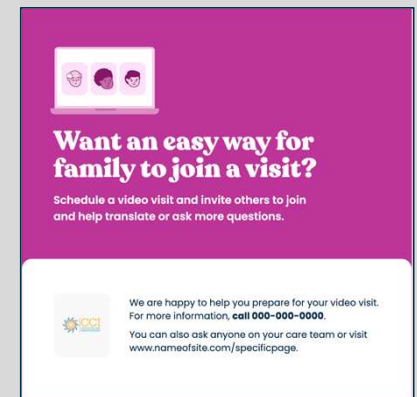 Want an easy way for
family to join a visit?
Schedule a video visit and invite others to join
and help translate or ask more questions.
We are happy to help you prepare for your video visit.
For more information, call 000-000-0000.
You can also ask anyone on your care team or visit
www.nameofsite.com/specificpage.